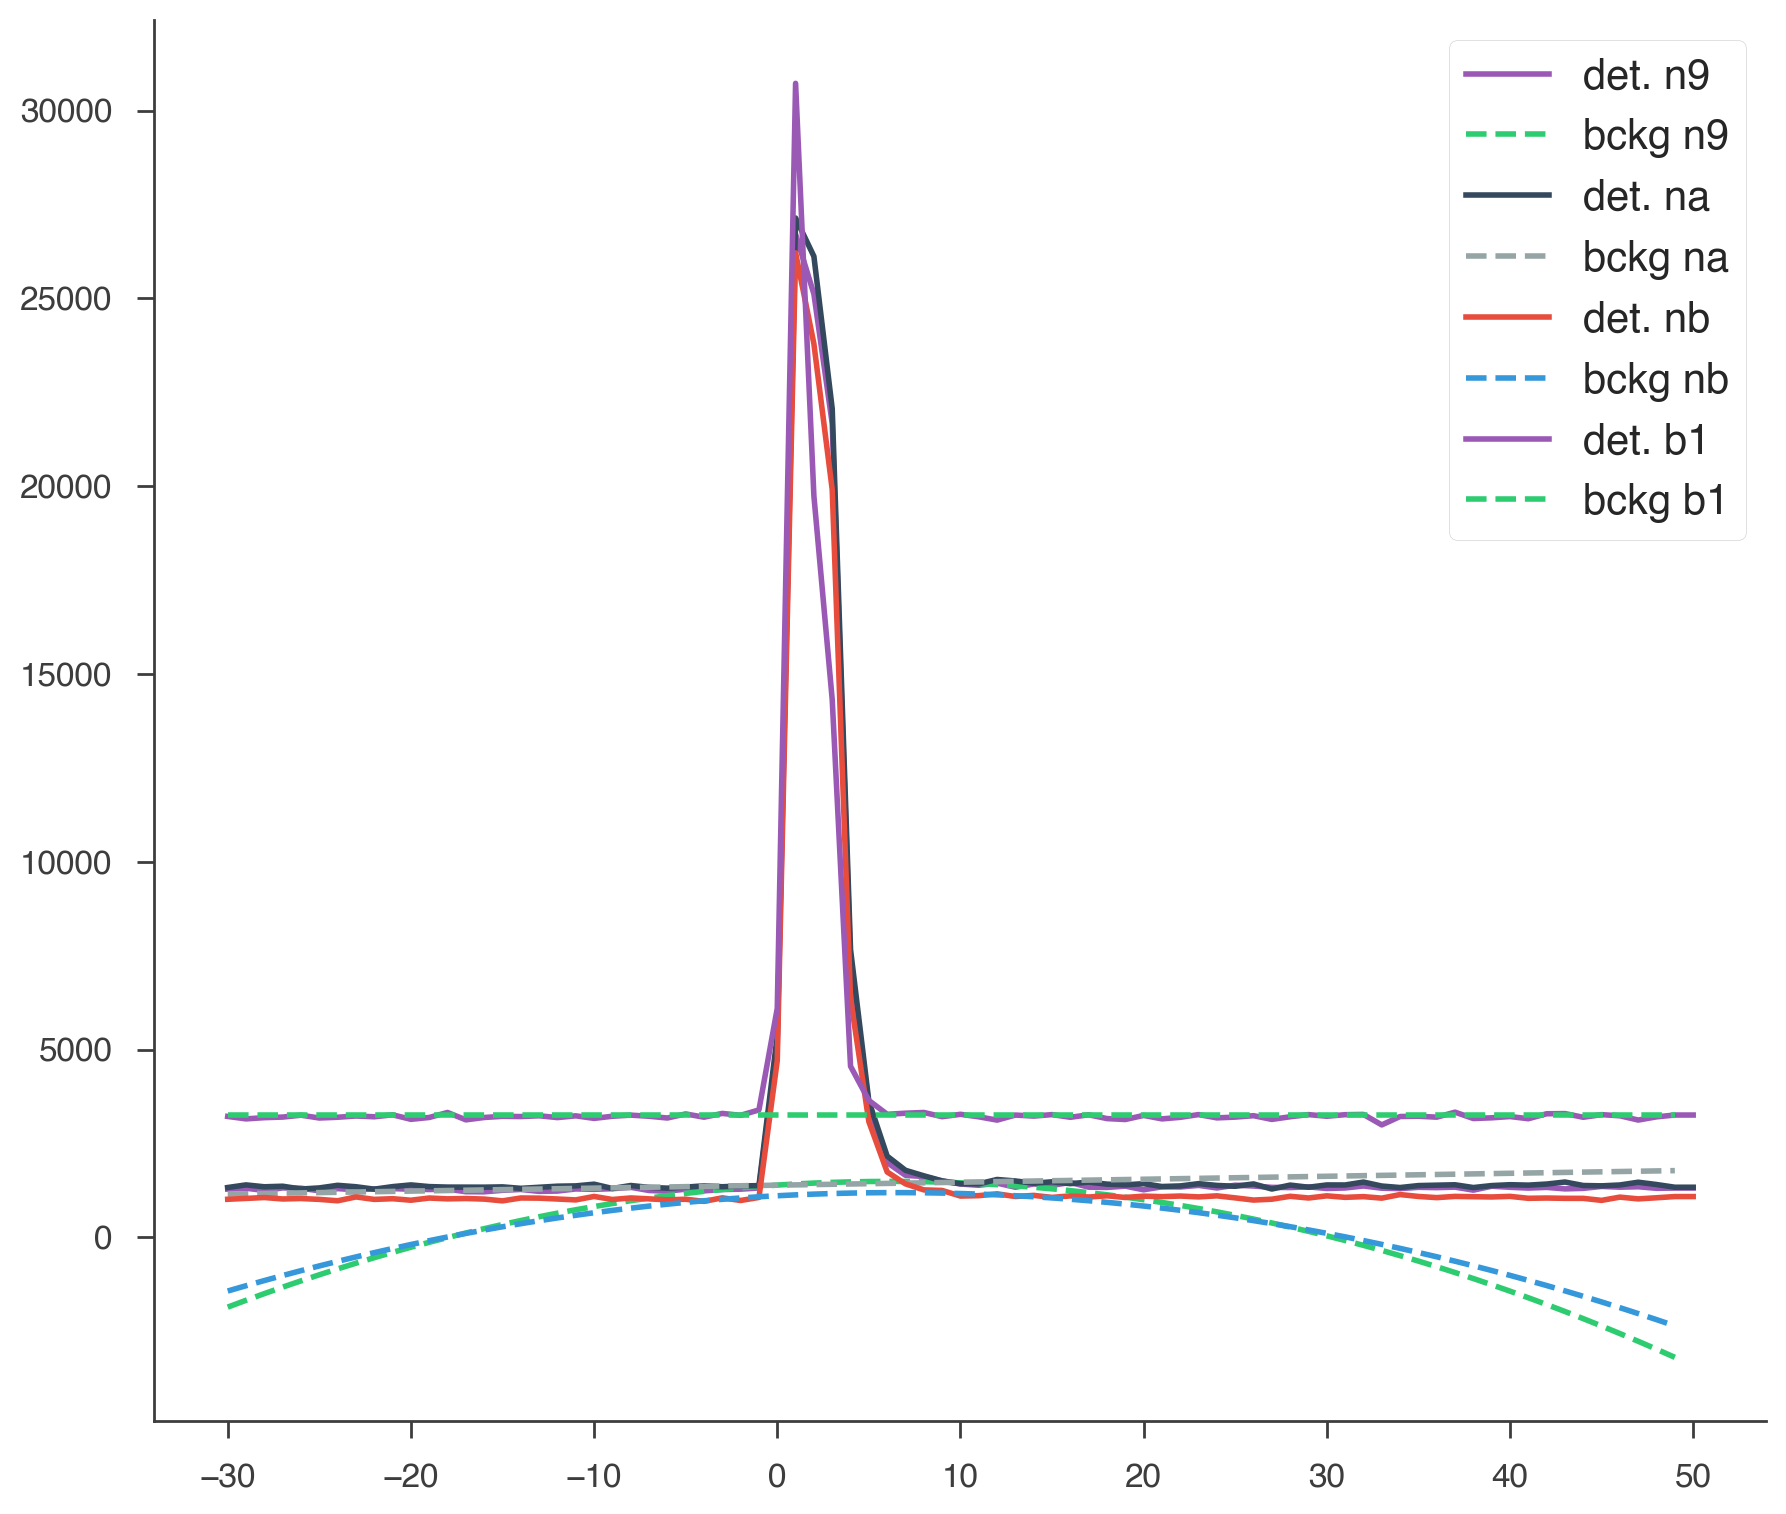 30000
25000
20000
15000
10000
5000
0
−30 −20 −10 0 10 20 30 40 50
det. n9
bckg n9
det. na
bckg na
det. nb
bckg nb
det. b1
bckg b1